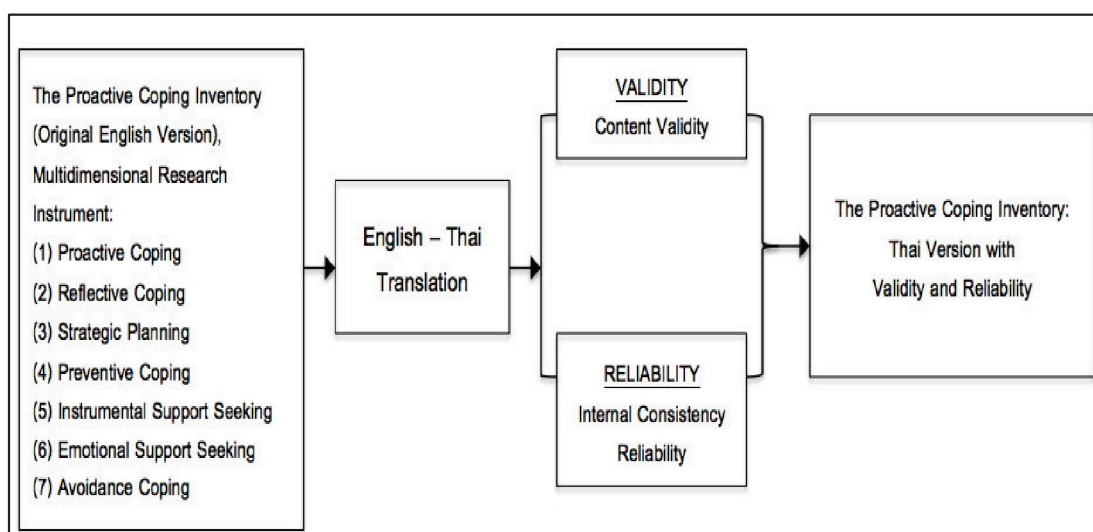 The Proactive Coping Inventory
(Original English Version),
Multidimensional Research
Instrument:
(1) Proactive Coping
(2) Reflective Coping
(3) Strategic Planning
(4) Preventive Coping
(5) Instrumental Support Seeking
(6) Emotional Support Seeking
(7) Avoidance Coping
English – Thai
Translation
VALIDITY
Content Validity
RELIABILITY
Internal Consistency
Reliability
The Proactive Coping Inventory:
Thai Version with
Validity and Reliability